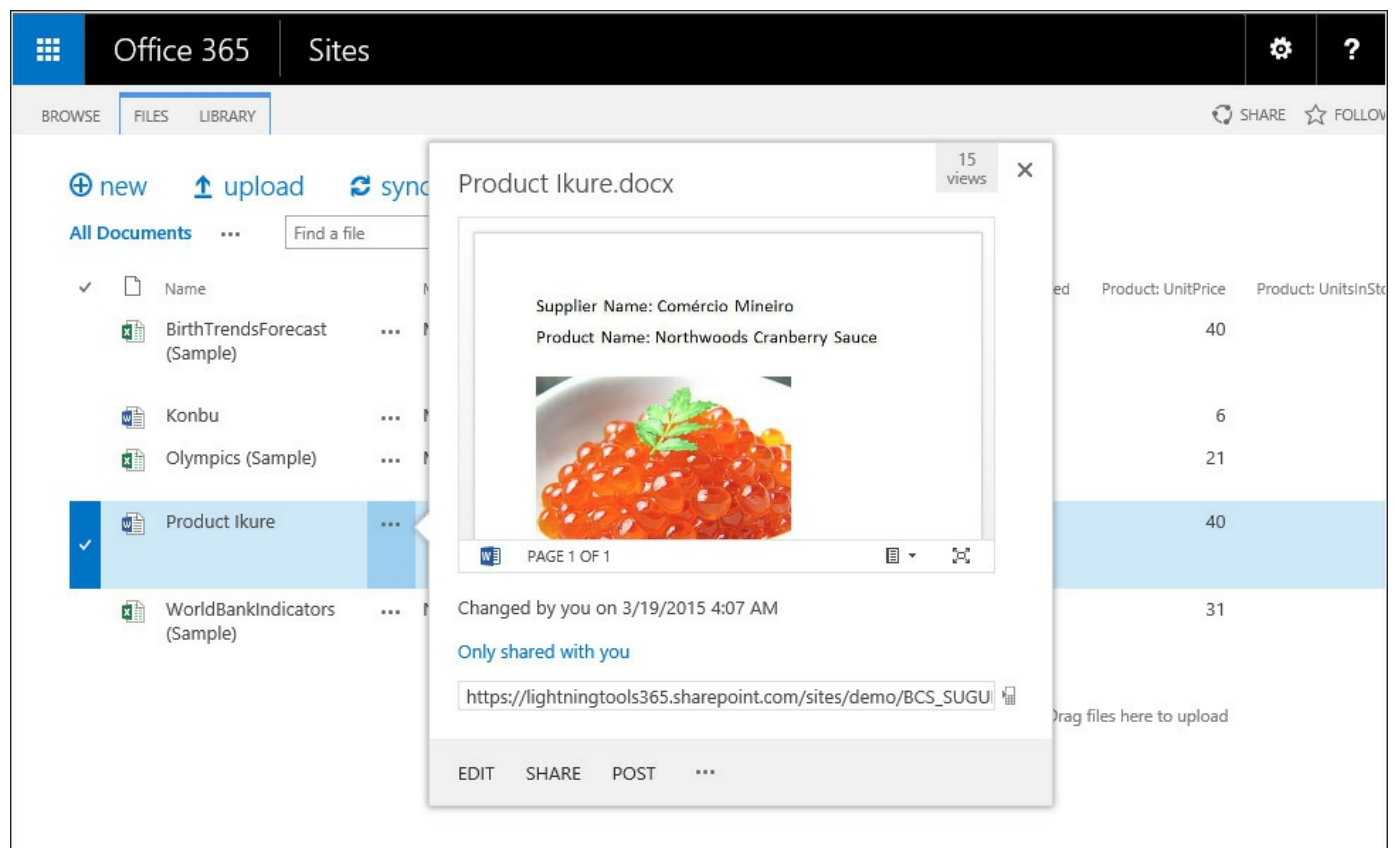 Office 365 Sites
?
BROWSE FILES LIBRARY SHARE FOLLOW
new upload sync
All Documents ... Find a file
Name ed Product: UnitPrice Product: UnitsInSto
BirthTrendsForecast ... 40
(Sample)
Konbu ... 6
Olympics (Sample) ... 21
Product Ikure ... 40
WorldBankIndicators ... 31
(Sample)
Drag files here to upload
Product Ikure.docx
15
views
Supplier Name: Comércio Mineiro
Product Name: Northwoods Cranberry Sauce
PAGE 1 OF 1
Changed by you on 3/19/2015 4:07 AM
Only shared with you
https://lightningtools365.sharepoint.com/sites/demo/BCS_SUGU
EDIT SHARE POST ...